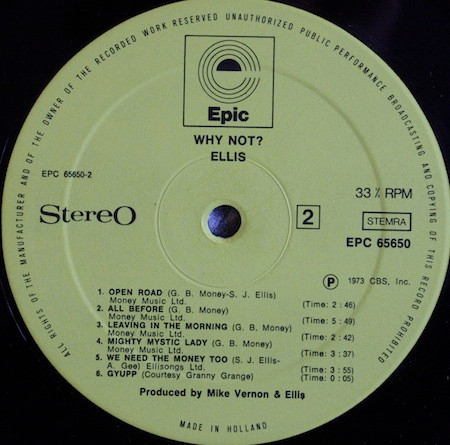 ALL RIGHTS OF THE MANUFACTURER AND OF THE OWNER OF THE RECORDED WORK RESERVED UNAUTHORIZED PUBLIC PERFORMANCE BROADCASTING AND COPYING OF THIS RECORD PROHIBITED
Epic
WHY NOT?
ELLIS
EPC 65650-2
33⅓ RPM
Stereo
2
STEMRA
EPC 65650
Ⓟ 1973 CBS, Inc.
1. OPEN ROAD (G. B. Money-S. J. Ellis)
Money Music Ltd. (Time: 2 : 46)
2. ALL BEFORE (G. B. Money)
Money Music Ltd. (Time: 5 : 49)
3. LEAVING IN THE MORNING (G. B. Money)
Money Music Ltd. (Time: 2 : 42)
4. MIGHTY MYSTIC LADY (G. B. Money)
Money Music Ltd. (Time: 3 : 37)
5. WE NEED THE MONEY TOO (S. J. Ellis-
A. Gee) Ellisongs Ltd. (Time: 3 : 55)
6. GYUPP (Courtesy Granny Grange) (Time: 0 : 05)
Produced by Mike Vernon & Ellis
MADE IN HOLLAND